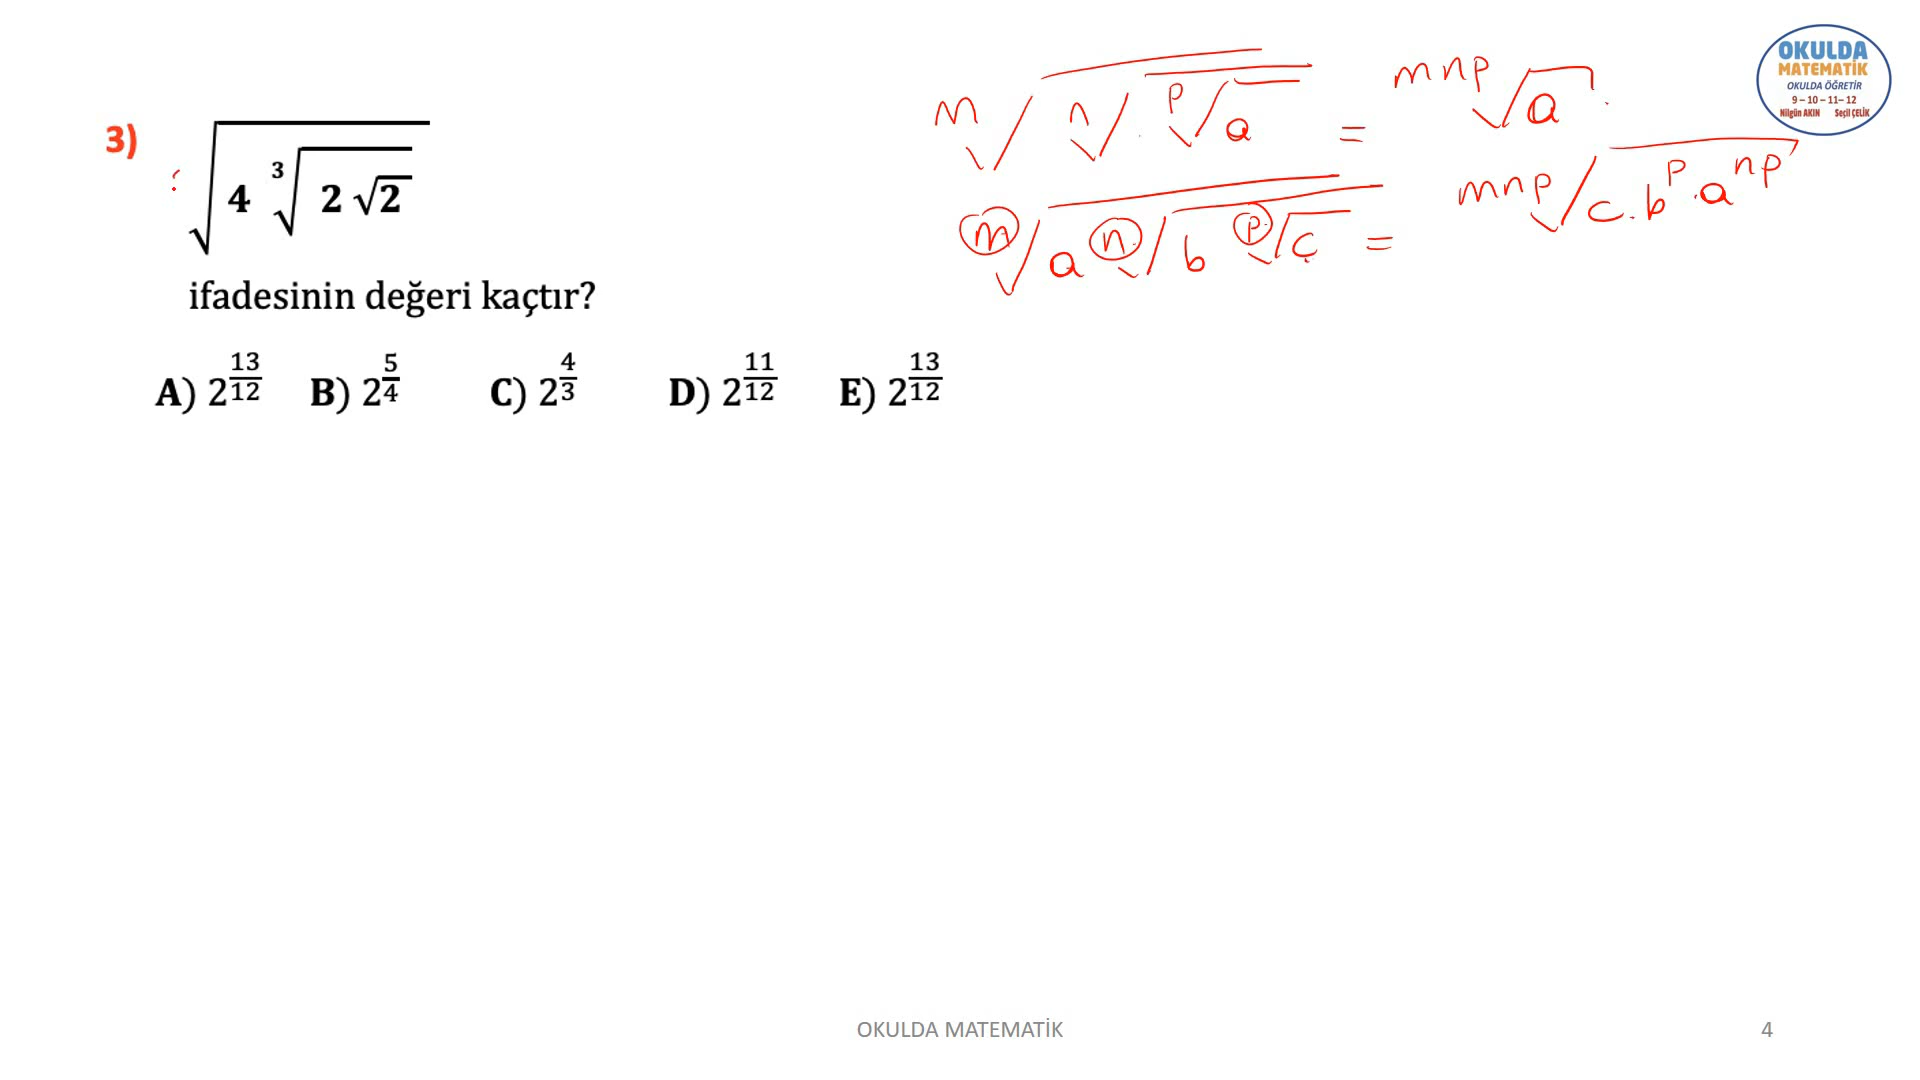 OKULDA
MATEMATİK
OKULDA ÖĞRETİR
9 – 10 – 11– 12
Nilgün AKIN Seçil ÇELİK
m√ n√ p√a = mnp√a
m√ a n√ b p√c = mnp√ c.b^p.a^np
3) √ 4 3√ 2 √2
ifadesinin değeri kaçtır?
A) 2^13/12 B) 2^5/4 C) 2^4/3 D) 2^11/12 E) 2^13/12
OKULDA MATEMATİK 4